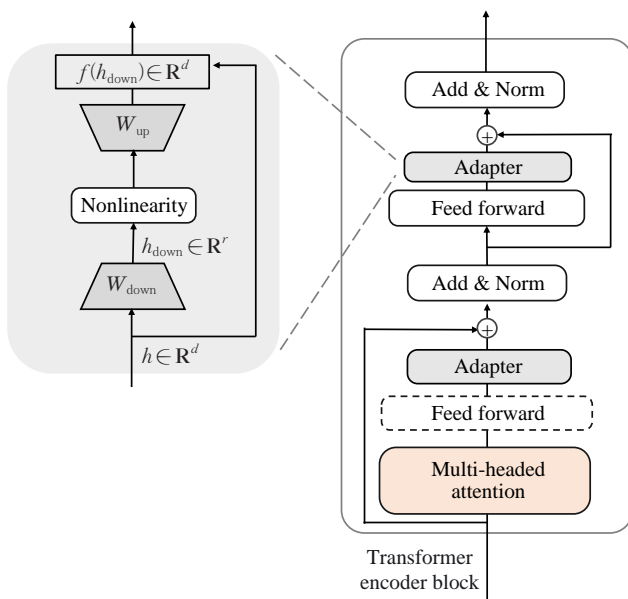 f(h_down) ∈ R^d
W_up
Nonlinearity
h_down ∈ R^r
W_down
h ∈ R^d
Add & Norm
+
Adapter
Feed forward
Add & Norm
+
Adapter
Feed forward
Multi-headed
attention
Transformer
encoder block